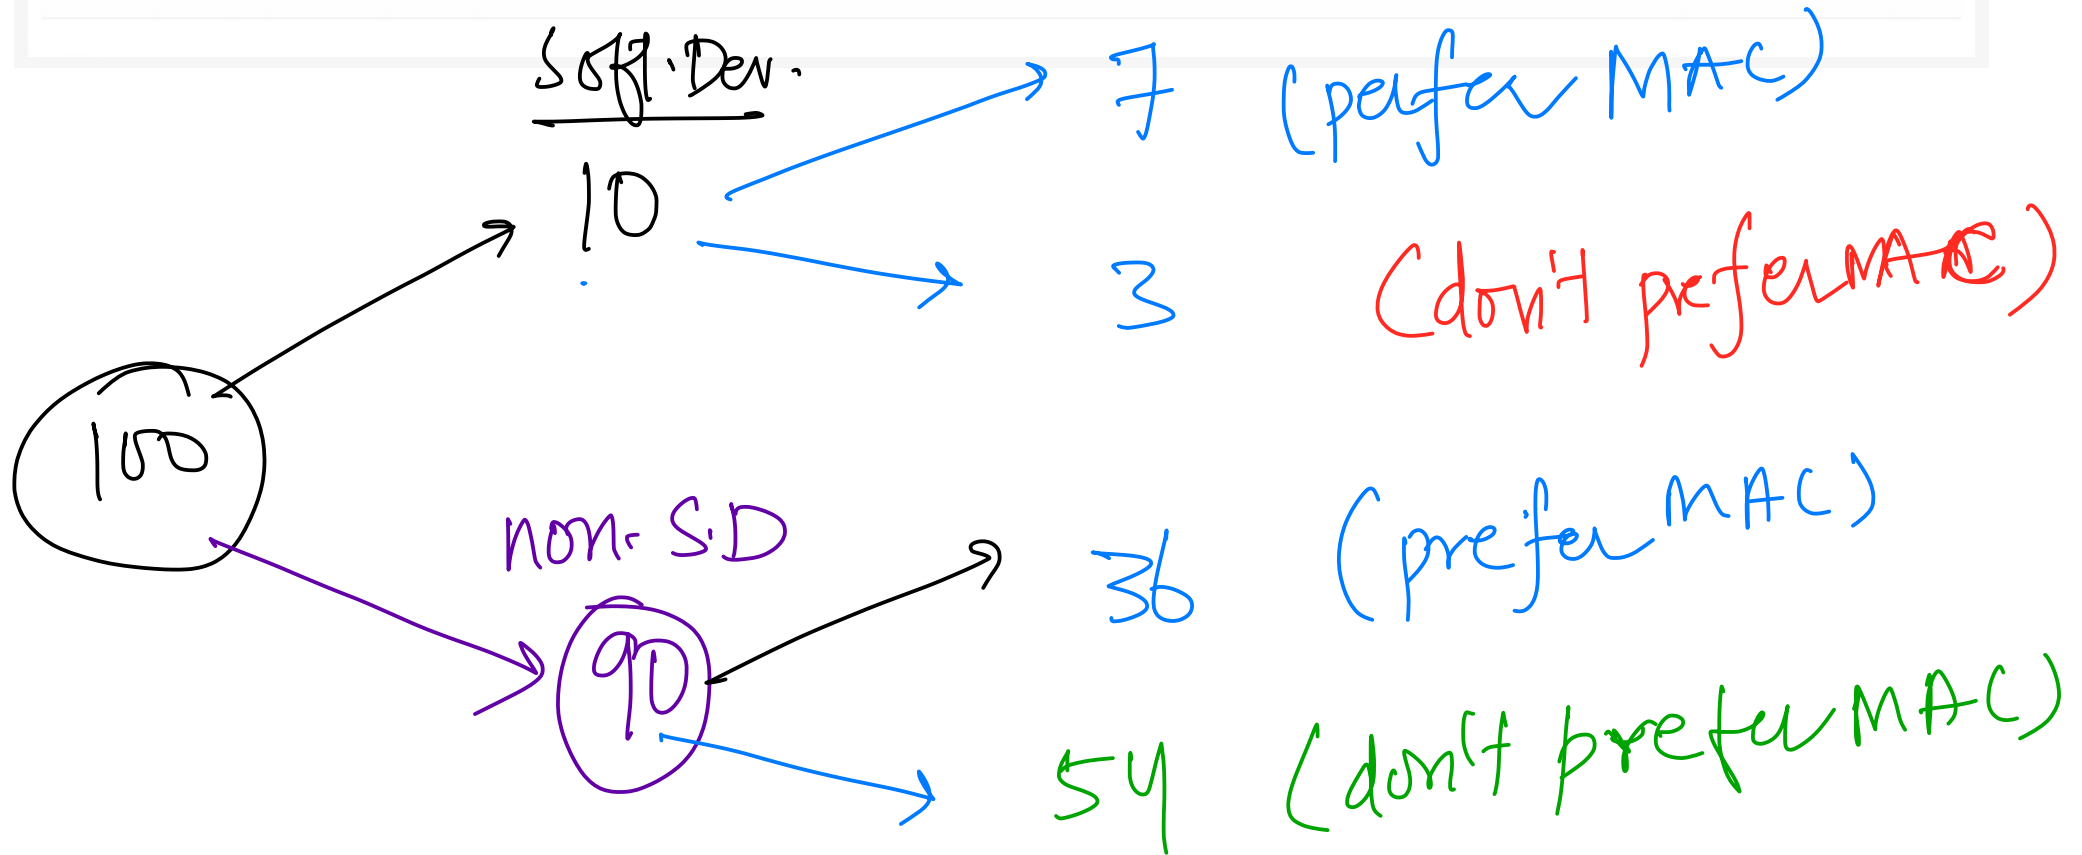 Soft.Dev.
10
7 (perfer MAC)
3 (don't prefer MAC)
100
non-S.D
90
36 (prefer MAC)
54 (don't prefer MAC)